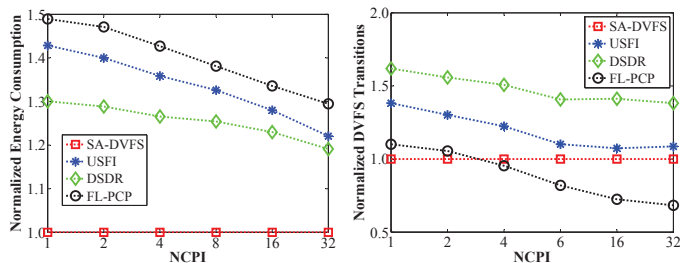 Normalized Energy Consumption
1.5
1.4
1.3
1.2
1.1
1.0
SA-DVFS
USFI
DSDR
FL-PCP
1 2 4 8 16 32
NCPI
Normalized DVFS Transitions
2.0
1.5
1.0
0.5
SA-DVFS
USFI
DSDR
FL-PCP
1 2 4 6 16 32
NCPI